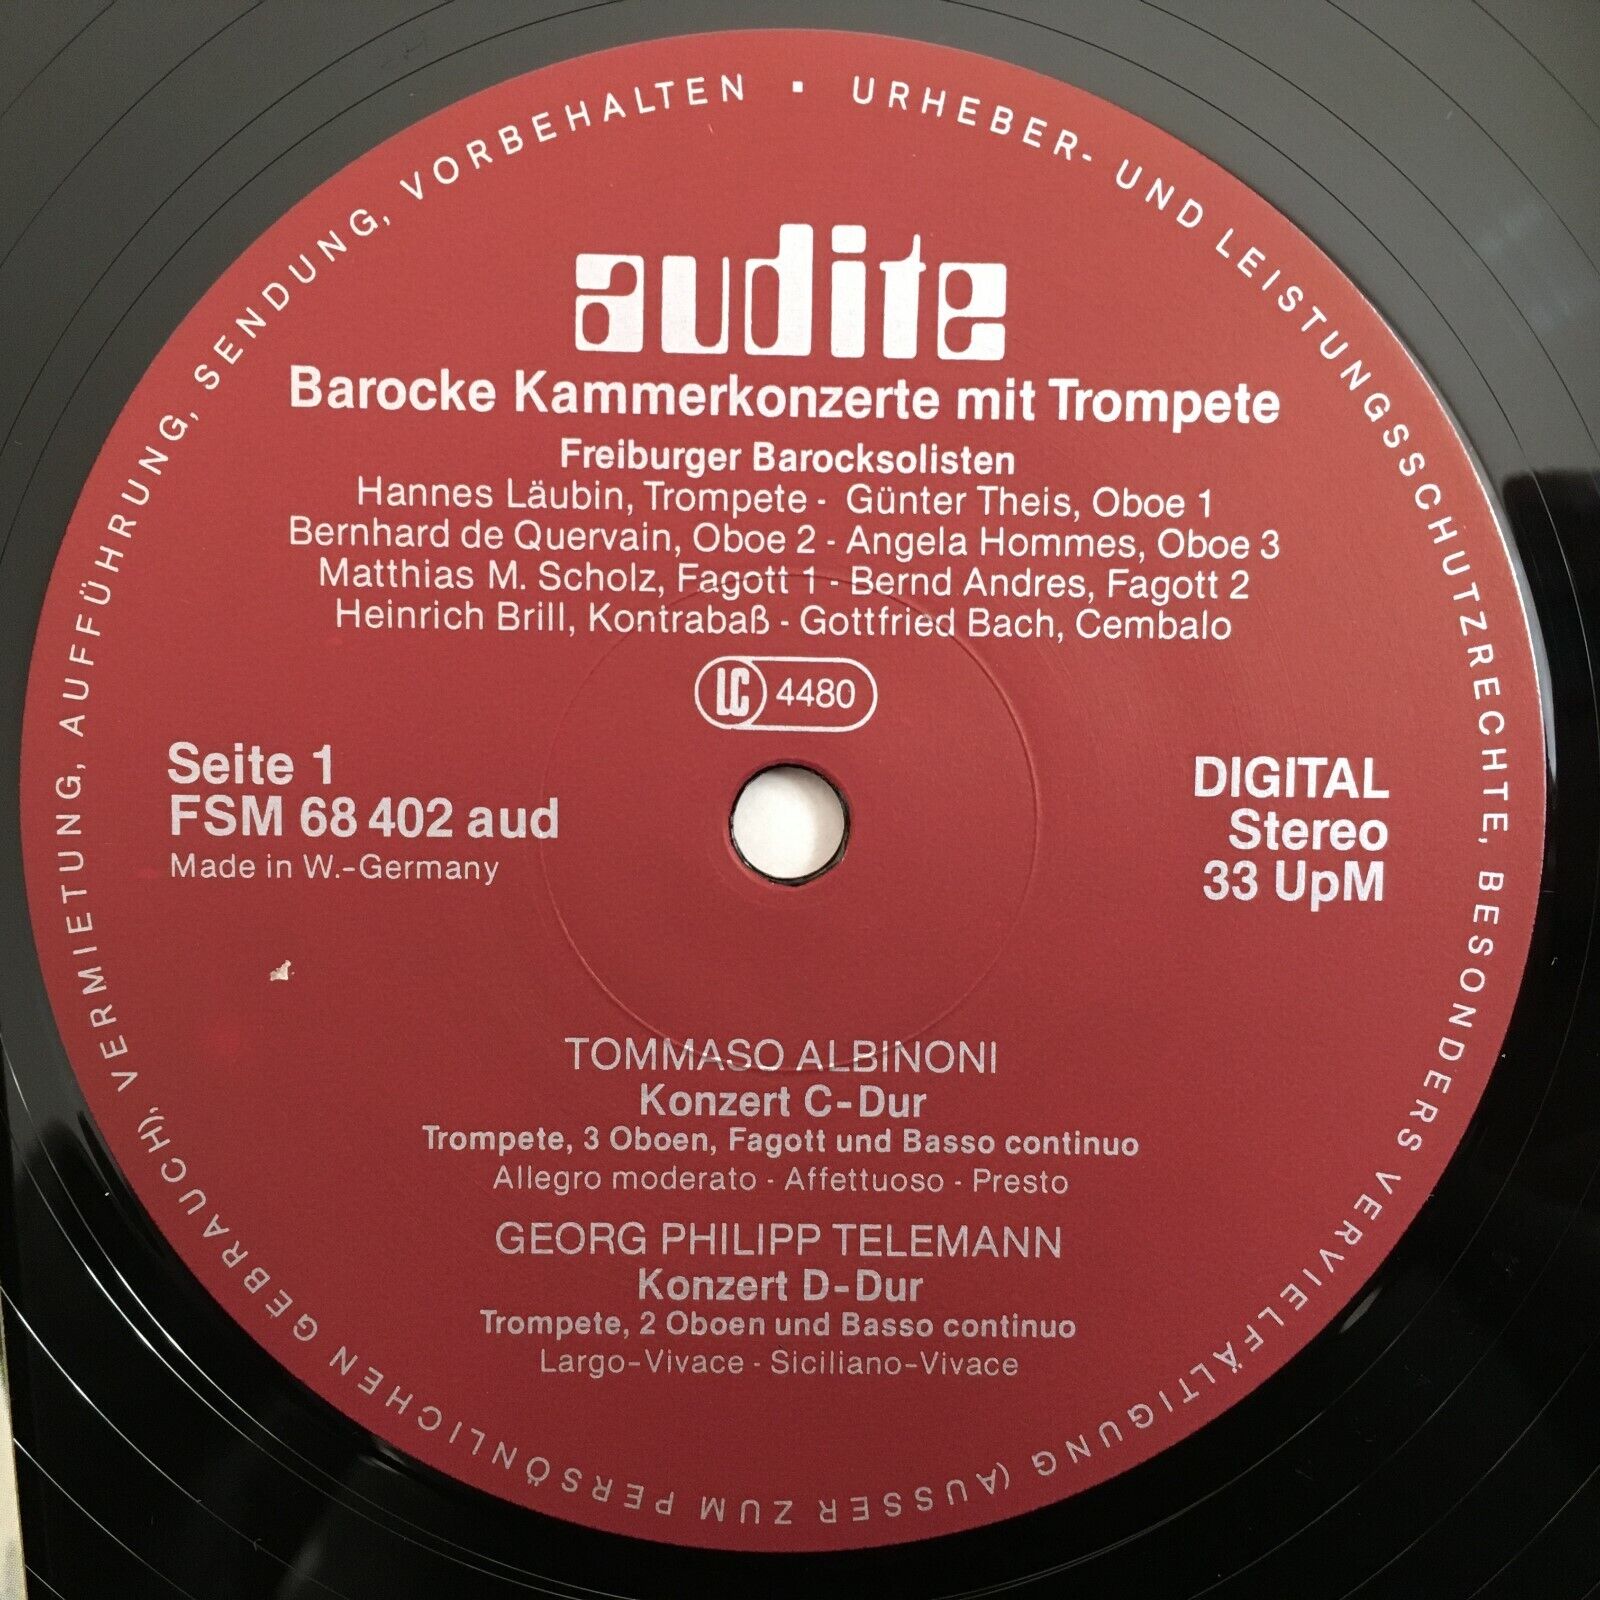 URHEBER- UND LEISTUNGSSCHUTZRECHTE, BESONDERS VERVIELFÄLTIGUNG (AUSSER ZUM PERSÖNLICHEN GEBRAUCH), VERMIETUNG, AUFFÜHRUNG, SENDUNG, VORBEHALTEN ·
audite
Barocke Kammerkonzerte mit Trompete
Freiburger Barocksolisten
Hannes Läubin, Trompete - Günter Theis, Oboe 1
Bernhard de Quervain, Oboe 2 - Angela Hommes, Oboe 3
Matthias M. Scholz, Fagott 1 - Bernd Andres, Fagott 2
Heinrich Brill, Kontrabaß - Gottfried Bach, Cembalo
LC 4480
Seite 1
FSM 68 402 aud
Made in W.-Germany
DIGITAL
Stereo
33 UpM
TOMMASO ALBINONI
Konzert C-Dur
Trompete, 3 Oboen, Fagott und Basso continuo
Allegro moderato - Affettuoso - Presto
GEORG PHILIPP TELEMANN
Konzert D-Dur
Trompete, 2 Oboen und Basso continuo
Largo-Vivace - Siciliano-Vivace